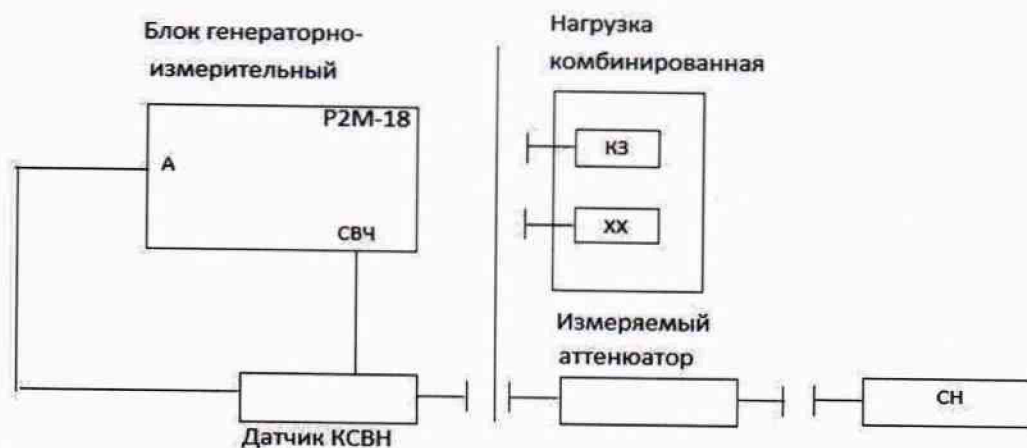 Блок генераторно-
измерительный
Р2М-18
А
СВЧ
Датчик КСВН
Нагрузка
комбинированная
КЗ
ХХ
Измеряемый
аттенюатор
СН